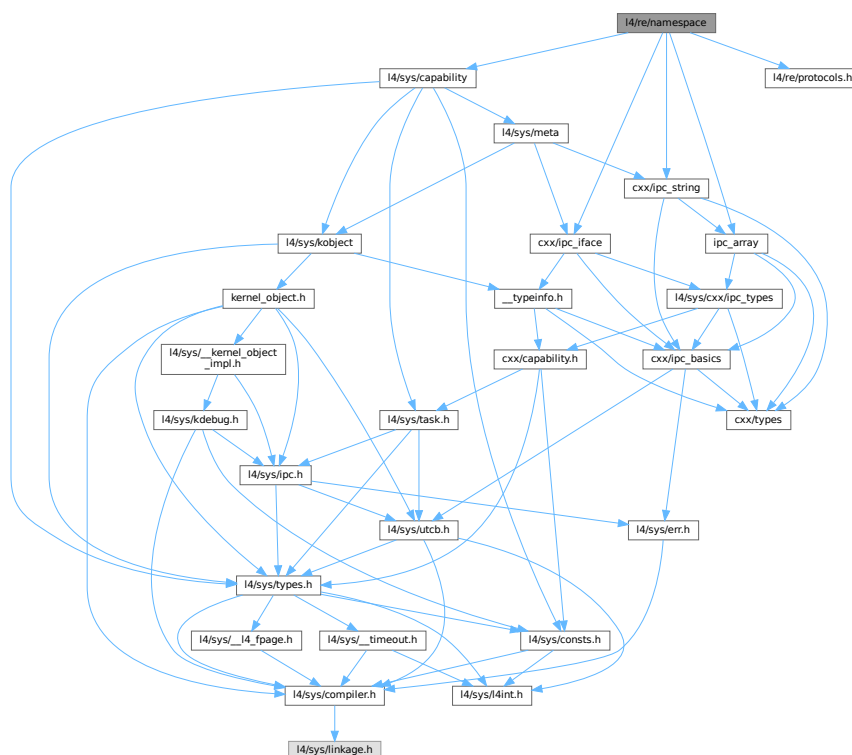 l4/re/namespace
l4/sys/capability
l4/re/protocols.h
l4/sys/meta
cxx/ipc_string
l4/sys/kobject
cxx/ipc_iface
ipc_array
kernel_object.h
__typeinfo.h
l4/sys/cxx/ipc_types
l4/sys/__kernel_object
_impl.h
cxx/capability.h
cxx/ipc_basics
l4/sys/kdebug.h
l4/sys/task.h
cxx/types
l4/sys/ipc.h
l4/sys/utcb.h
l4/sys/err.h
l4/sys/types.h
l4/sys/__l4_fpage.h
l4/sys/__timeout.h
l4/sys/consts.h
l4/sys/compiler.h
l4/sys/l4int.h
l4/sys/linkage.h